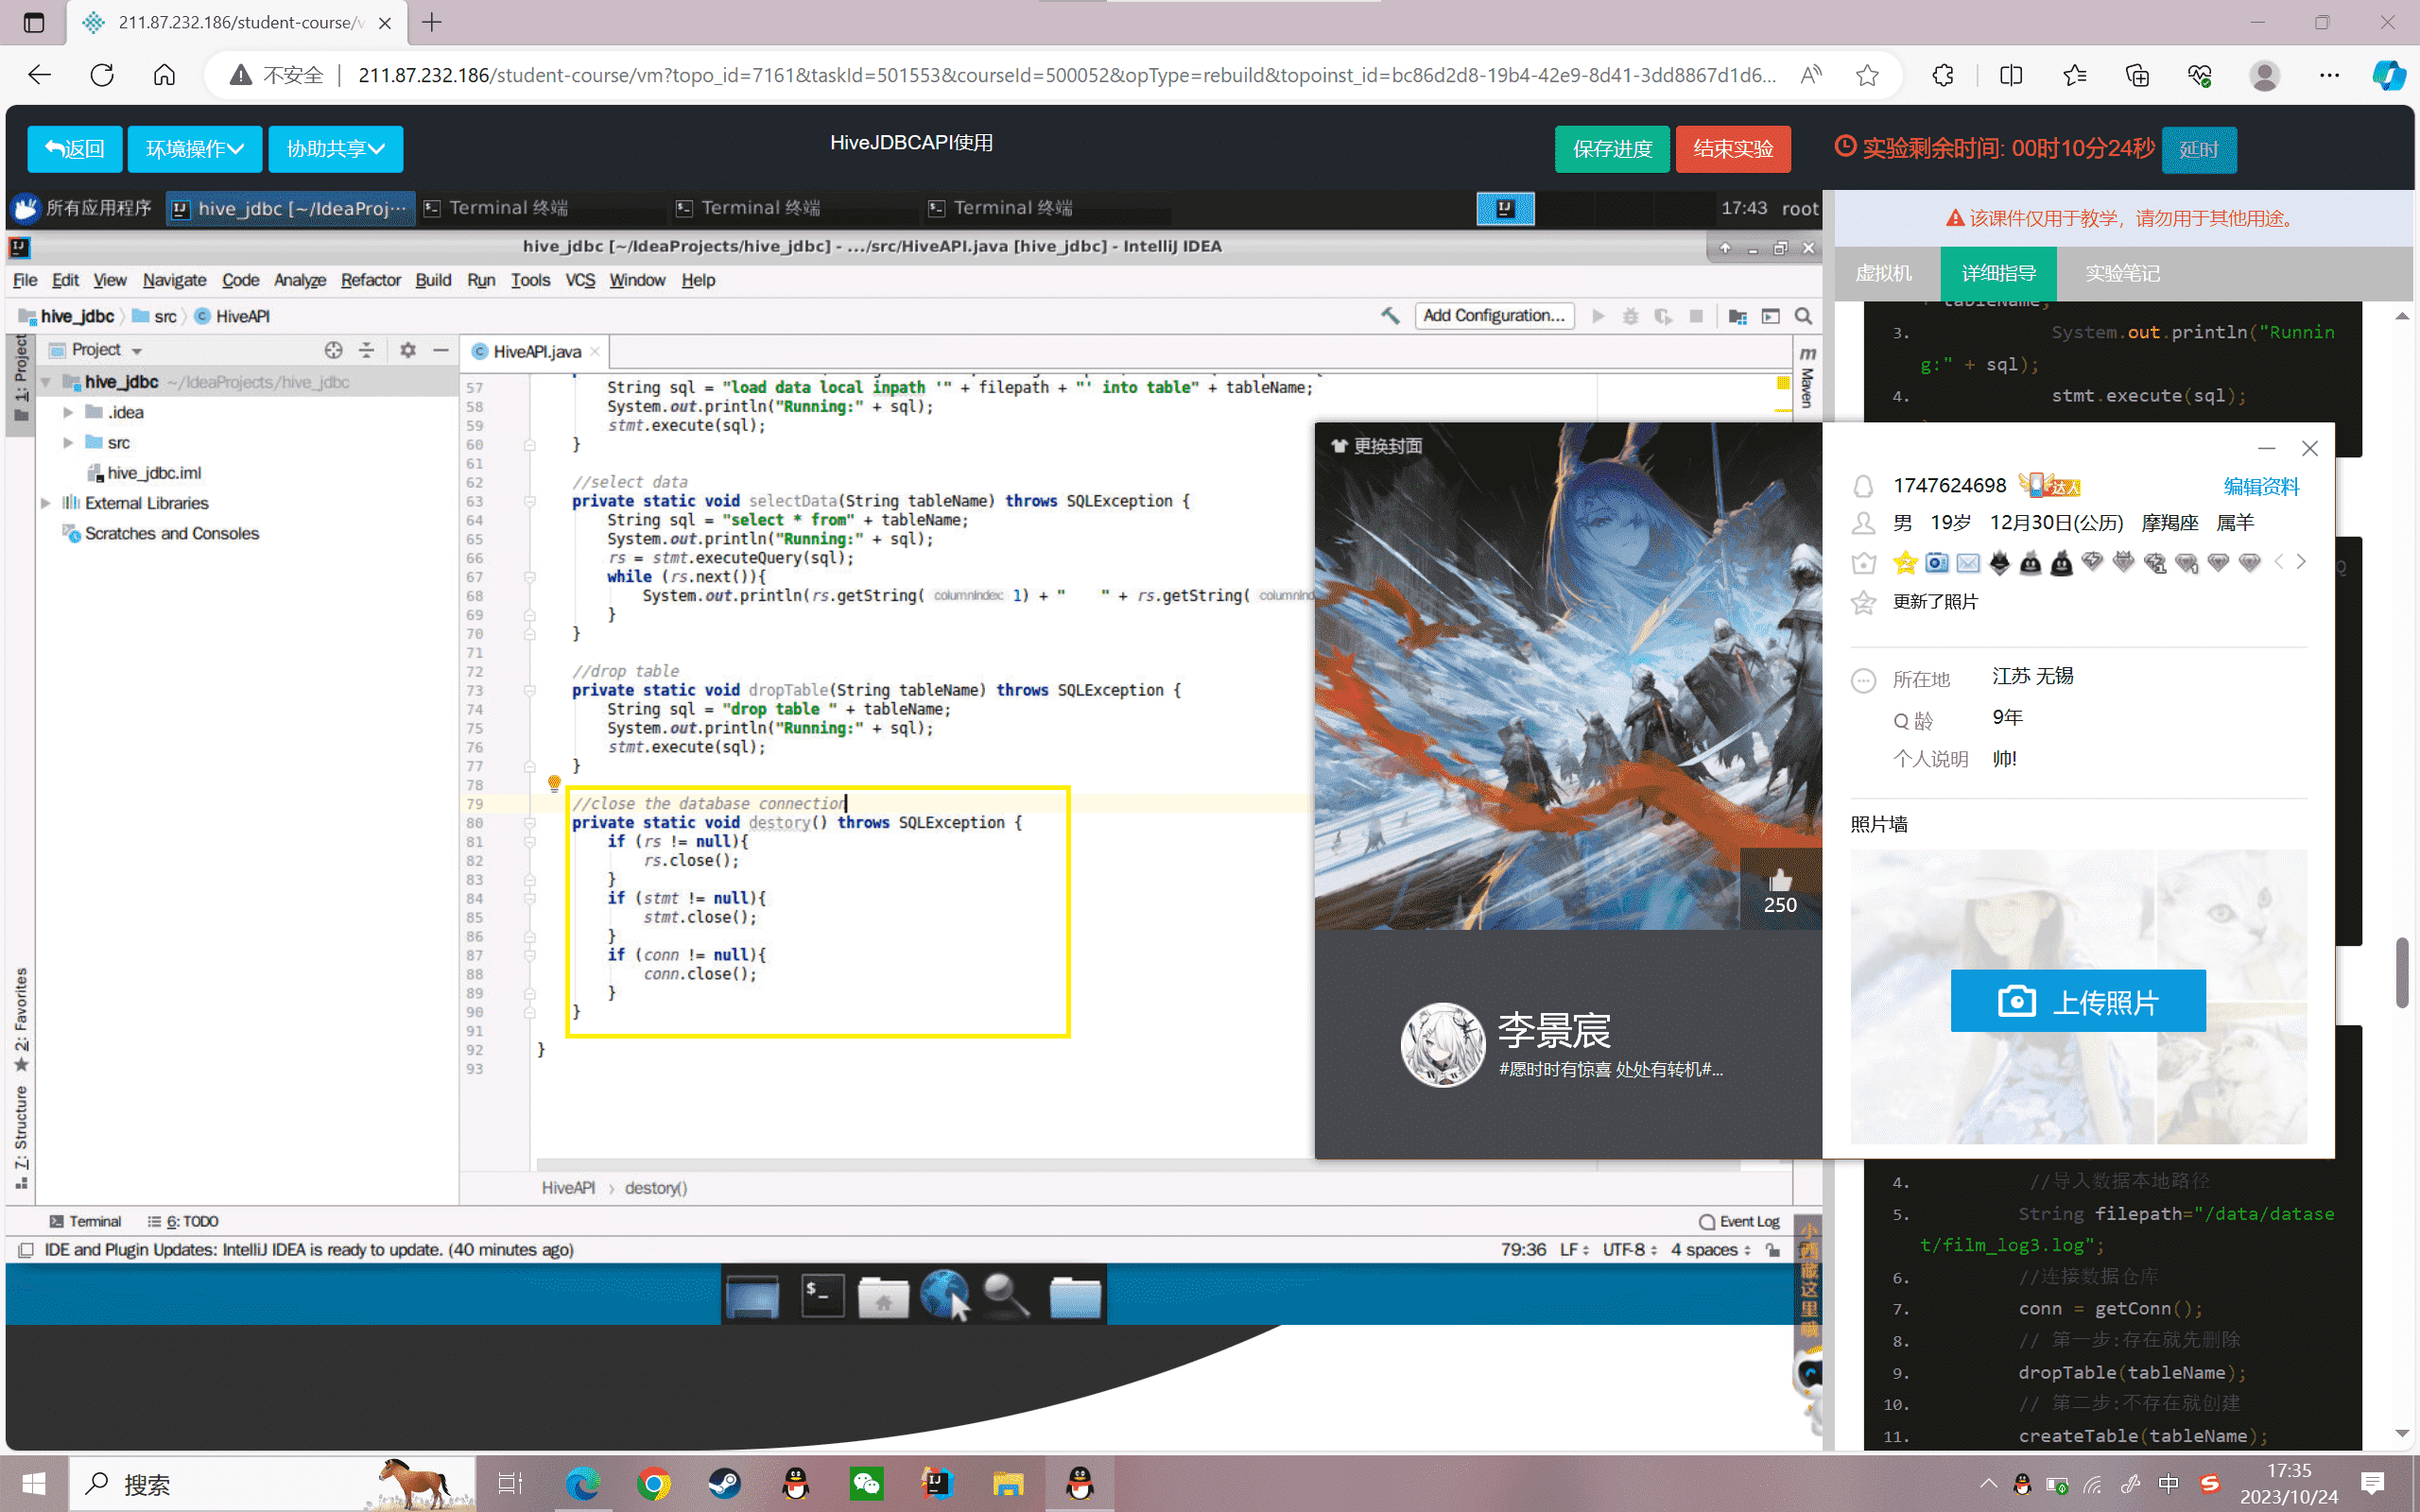 211.87.232.186/student-course/v
不安全 211.87.232.186/student-course/vm?topo_id=7161&taskId=501553&courseId=500052&opType=rebuild&topoinst_id=bc86d2d8-19b4-42e9-8d41-3dd8867d1d6...
返回 环境操作 协助共享 HiveJDBCAPI使用 保存进度 结束实验 实验剩余时间: 00时10分24秒 延时
所有应用程序 hive_jdbc [~/IdeaProj··· Terminal 终端 Terminal 终端 Terminal 终端 17:43 root
hive_jdbc [~/IdeaProjects/hive_jdbc] - .../src/HiveAPI.java [hive_jdbc] - IntelliJ IDEA
File Edit View Navigate Code Analyze Refactor Build Run Tools VCS Window Help
hive_jdbc src HiveAPI Add Configuration...
1: Project
2: Favorites
7: Structure
Project
hive_jdbc ~/IdeaProjects/hive_jdbc
.idea
src
hive_jdbc.iml
External Libraries
Scratches and Consoles
HiveAPI.java
Maven
57 String sql = "load data local inpath '" + filepath + "' into table" + tableName;
58 System.out.println("Running:" + sql);
59 stmt.execute(sql);
60 }
61
62 //select data
63 private static void selectData(String tableName) throws SQLException {
64 String sql = "select * from" + tableName;
65 System.out.println("Running:" + sql);
66 rs = stmt.executeQuery(sql);
67 while (rs.next()){
68 System.out.println(rs.getString( columnIndex 1) + "    " + rs.getString( columnInd
69 }
70 }
71
72 //drop table
73 private static void dropTable(String tableName) throws SQLException {
74 String sql = "drop table " + tableName;
75 System.out.println("Running:" + sql);
76 stmt.execute(sql);
77 }
78
79 //close the database connection
80 private static void destory() throws SQLException {
81 if (rs != null){
82 rs.close();
83 }
84 if (stmt != null){
85 stmt.close();
86 }
87 if (conn != null){
88 conn.close();
89 }
90 }
91
92 }
93
HiveAPI › destory()
Terminal 6: TODO Event Log
IDE and Plugin Updates: IntelliJ IDEA is ready to update. (40 minutes ago) 79:36 LF UTF-8 4 spaces
该课件仅用于教学，请勿用于其他用途。
虚拟机 详细指导 实验笔记
+ tableName;
3. System.out.println("Runnin
g:" + sql);
4. stmt.execute(sql);
更换封面
250
李景宸
#愿时时有惊喜 处处有转机#...
1747624698 达人 编辑资料
男 19岁 12月30日(公历) 摩羯座 属羊
更新了照片
所在地 江苏 无锡
Q 龄 9年
个人说明 帅!
照片墙
上传照片
4. //导入数据本地路径
5. String filepath="/data/datase
t/film_log3.log";
6. //连接数据仓库
7. conn = getConn();
8. // 第一步:存在就先删除
9. dropTable(tableName);
10. // 第二步:不存在就创建
11. createTable(tableName);
搜索
中
17:35
2023/10/24